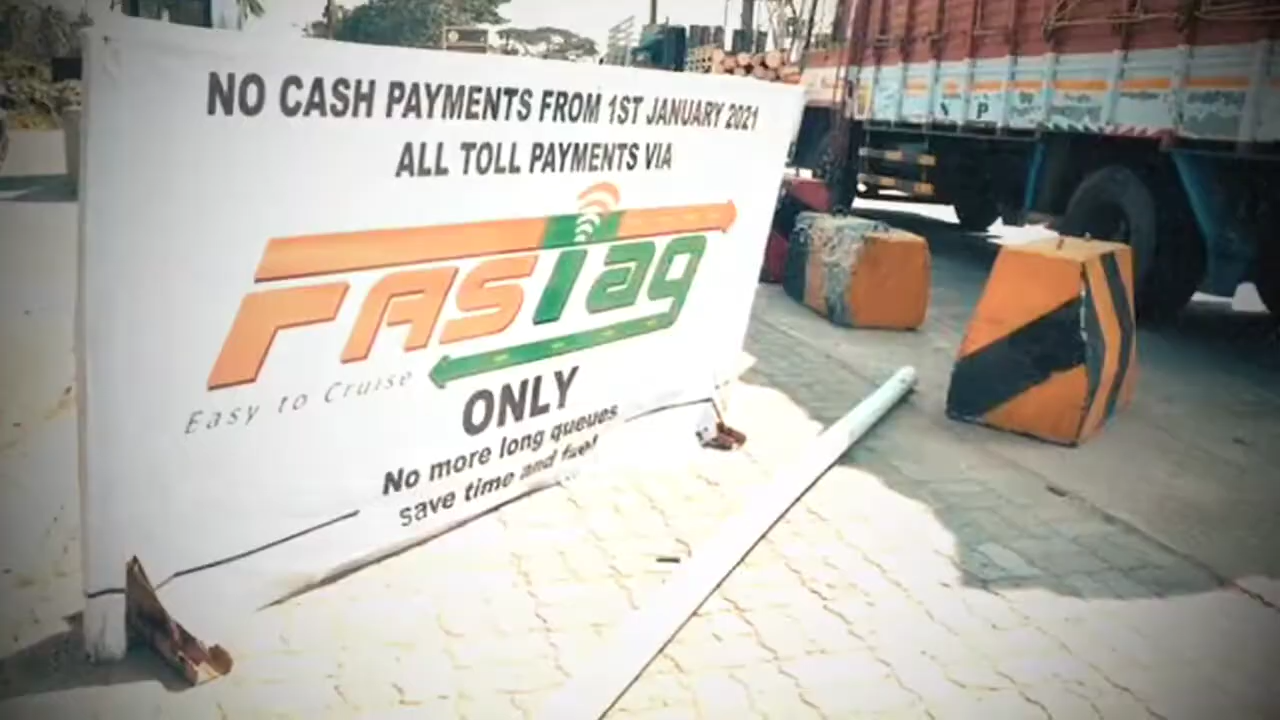 NO CASH PAYMENTS FROM 1ST JANUARY 2021
ALL TOLL PAYMENTS VIA
FASTag
Easy to Cruise
ONLY
No more long queues
save time and fuel
N P